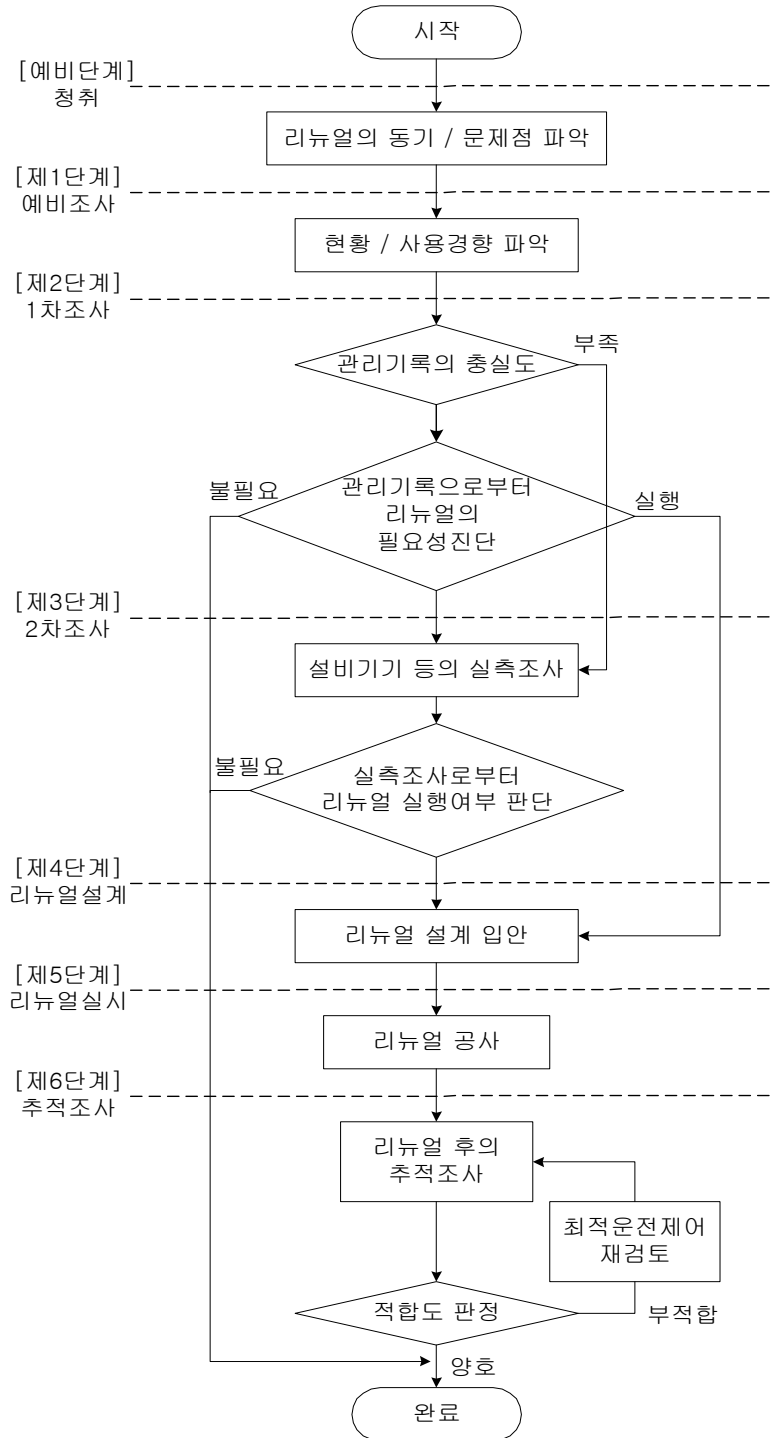 시작
[예비단계]
청취
리뉴얼의 동기 / 문제점 파악
[제1단계]
예비조사
현황 / 사용경향 파악
[제2단계]
1차조사
부족
관리기록의 충실도
불필요
관리기록으로부터
리뉴얼의
필요성진단
실행
[제3단계]
2차조사
설비기기 등의 실측조사
불필요
실측조사로부터
리뉴얼 실행여부 판단
[제4단계]
리뉴얼설계
리뉴얼 설계 입안
[제5단계]
리뉴얼실시
리뉴얼 공사
[제6단계]
추적조사
리뉴얼 후의
추적조사
최적운전제어
재검토
적합도 판정
부적합
양호
완료